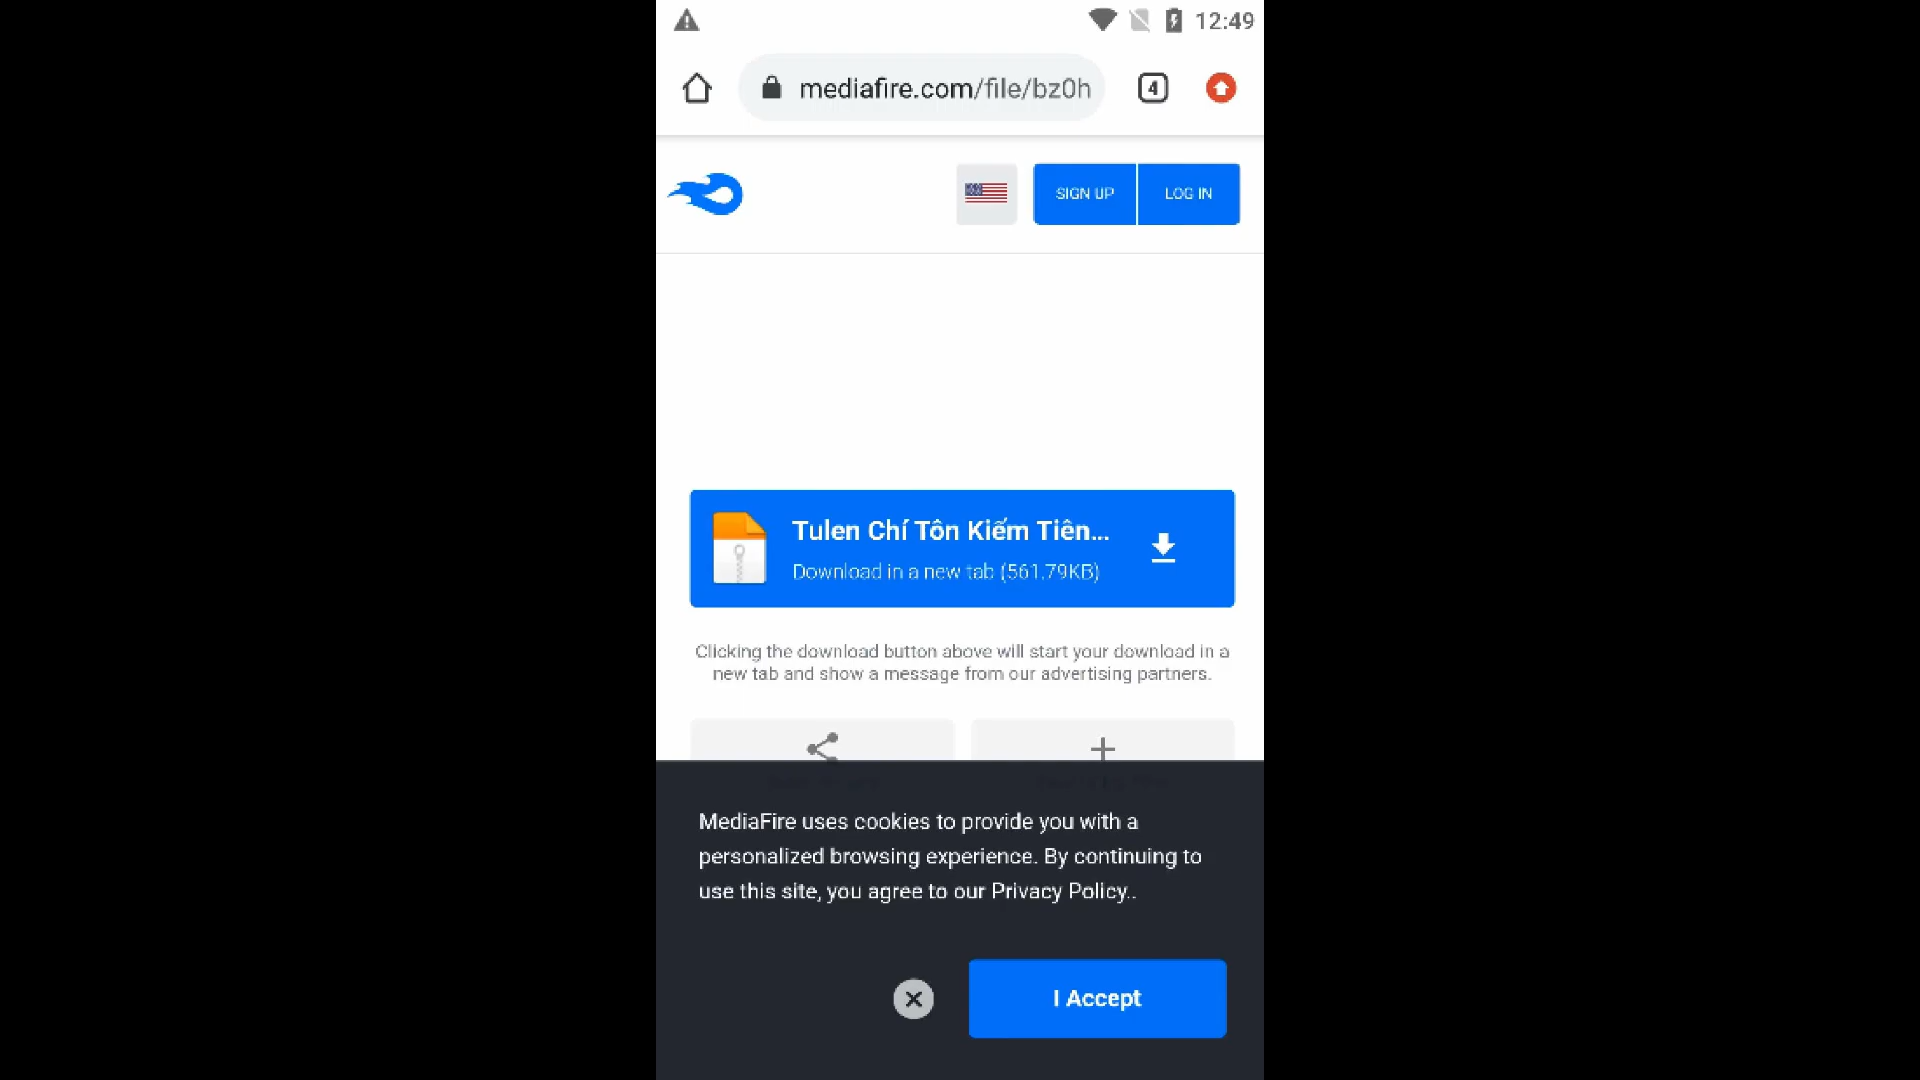 12:49
mediafire.com/file/bz0h
4
SIGN UP
LOG IN
Tulen Chí Tôn Kiếm Tiên...
Download in a new tab (561.79KB)
Clicking the download button above will start your download in a
new tab and show a message from our advertising partners.
MediaFire uses cookies to provide you with a
personalized browsing experience. By continuing to
use this site, you agree to our Privacy Policy..
I Accept